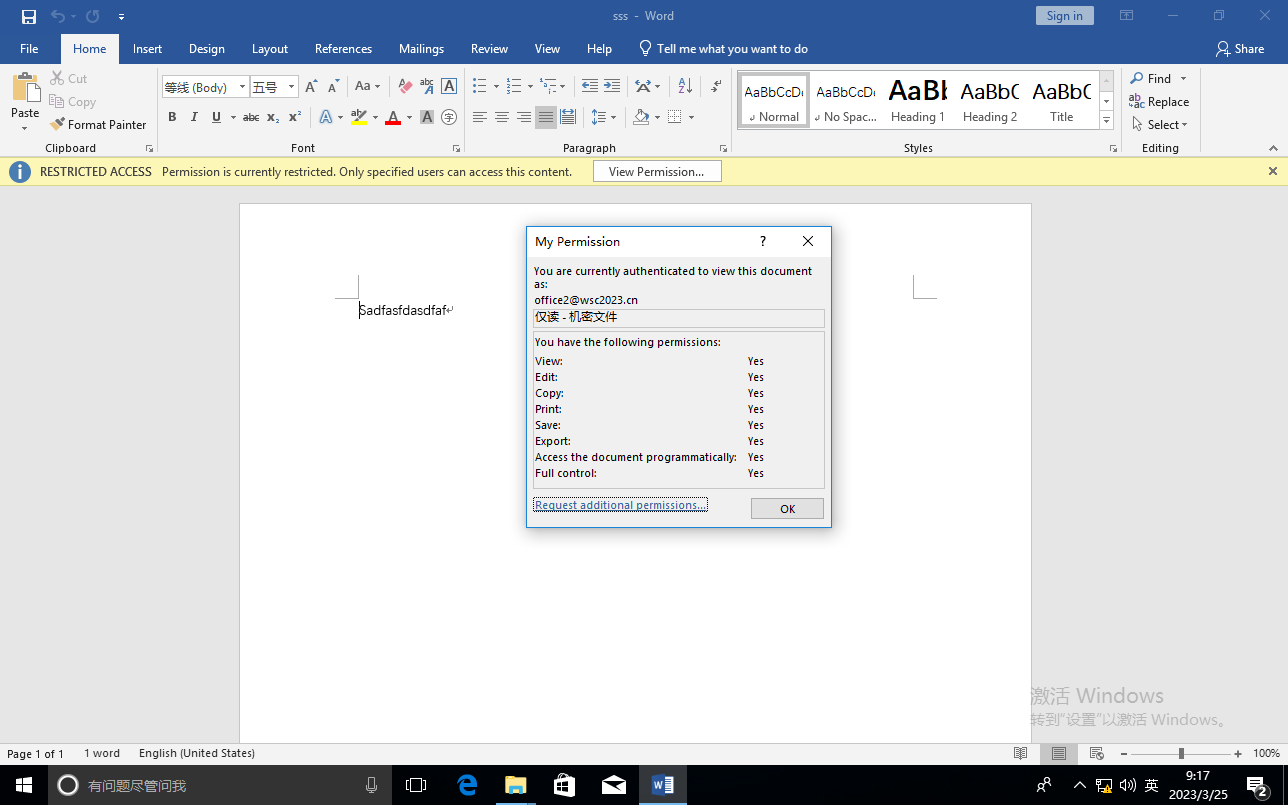 sss - Word
Sign in
File Home Insert Design Layout References Mailings Review View Help Tell me what you want to do Share
Paste
Cut
Copy
Format Painter
Clipboard
等线 (Body) 五号
Aa
B I U abc x₂ x²
Font
Paragraph
AaBbCcDc AaBbCcDc AaBb AaBbC AaBbC
Normal No Spac... Heading 1 Heading 2 Title
Styles
Find
Replace
Select
Editing
RESTRICTED ACCESS Permission is currently restricted. Only specified users can access this content. View Permission...
Sadfasfdasdfaf
My Permission ?
You are currently authenticated to view this document
as:
office2@wsc2023.cn
仅读 - 机密文件
You have the following permissions:
View: Yes
Edit: Yes
Copy: Yes
Print: Yes
Save: Yes
Export: Yes
Access the document programmatically: Yes
Full control: Yes
Request additional permissions...
OK
激活 Windows
转到"设置"以激活 Windows。
Page 1 of 1 1 word English (United States) 100%
有问题尽管问我
英
9:17
2023/3/25
2